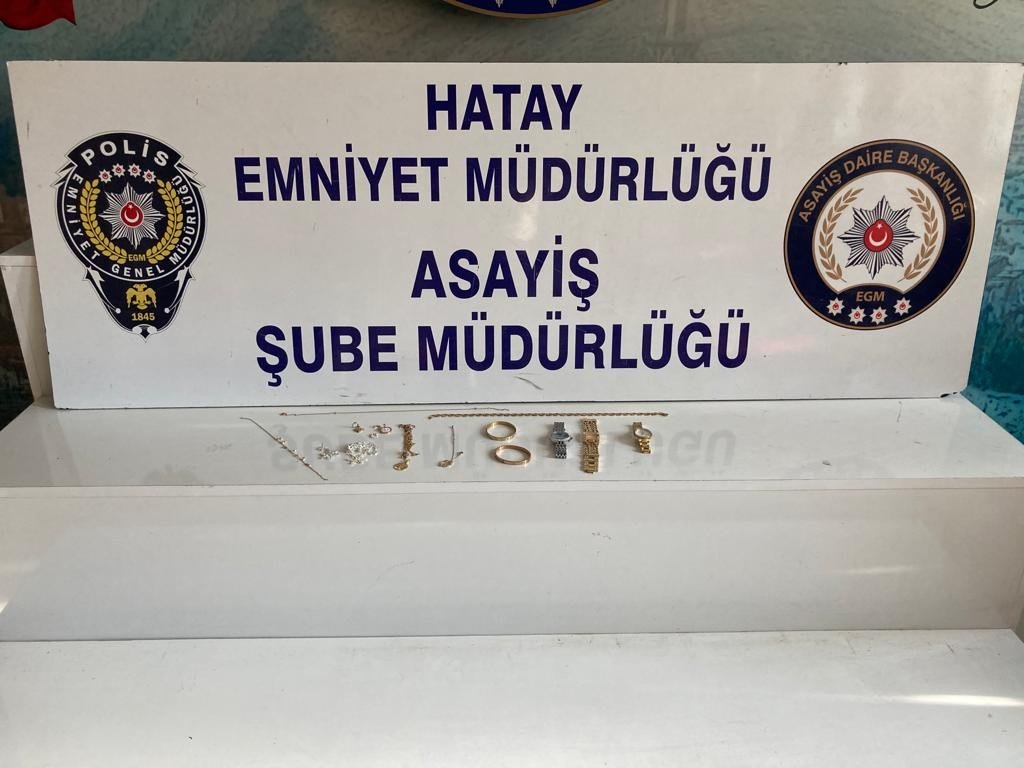 HATAY
EMNİYET MÜDÜRLÜĞÜ
ASAYİŞ
ŞUBE MÜDÜRLÜĞÜ
POLİS
EMNİYET GENEL MÜDÜRLÜĞÜ
EGM
1845
ASAYİŞ DAİRE BAŞKANLIĞI
EGM